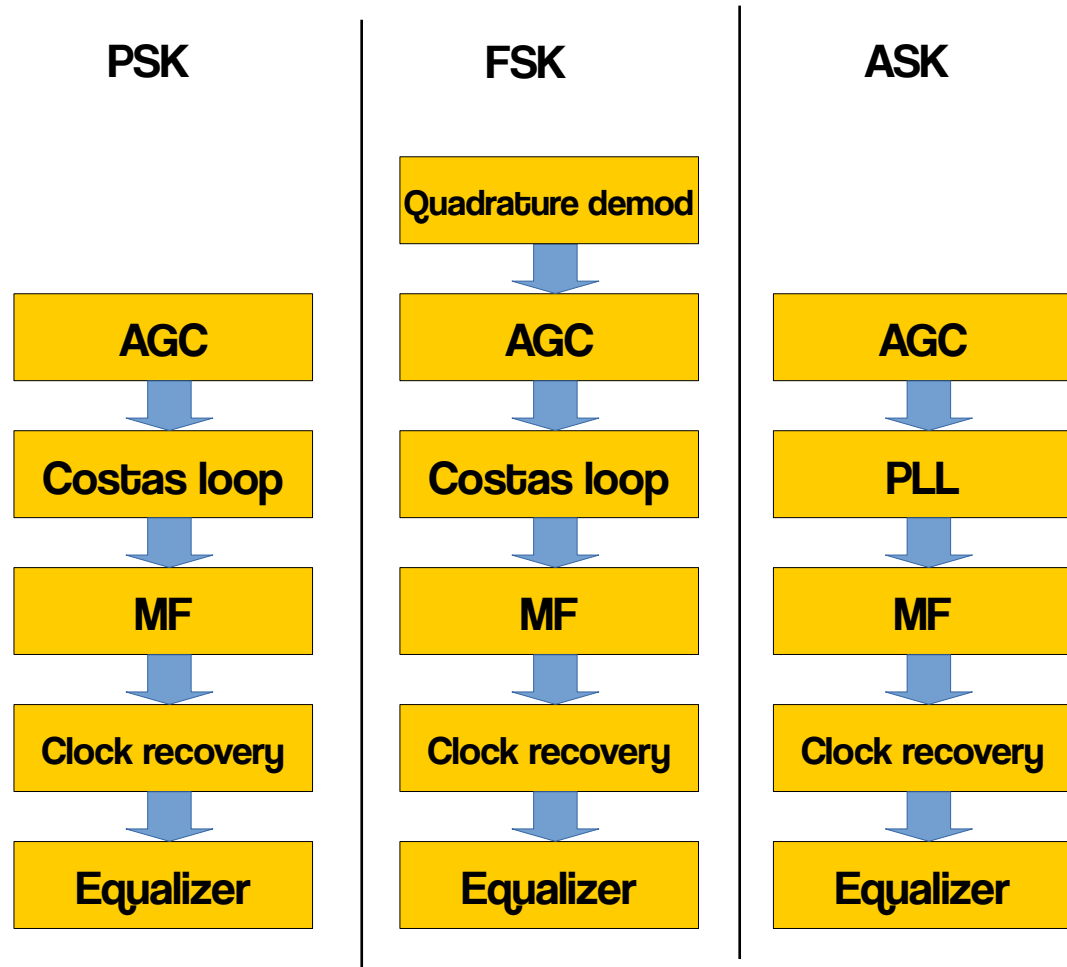 PSK
AGC
Costas loop
MF
Clock recovery
Equalizer
FSK
Quadrature demod
AGC
Costas loop
MF
Clock recovery
Equalizer
ASK
AGC
PLL
MF
Clock recovery
Equalizer